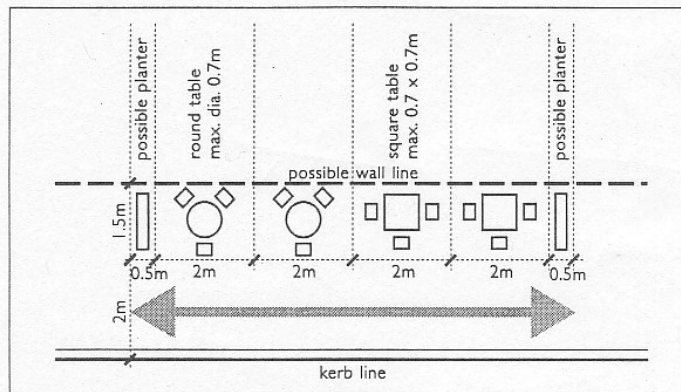 possible planter
round table
max. dia. 0.7m
square table
max. 0.7 x 0.7m
possible planter
possible wall line
1.5m
0.5m
2m
2m
2m
2m
0.5m
2m
kerb line